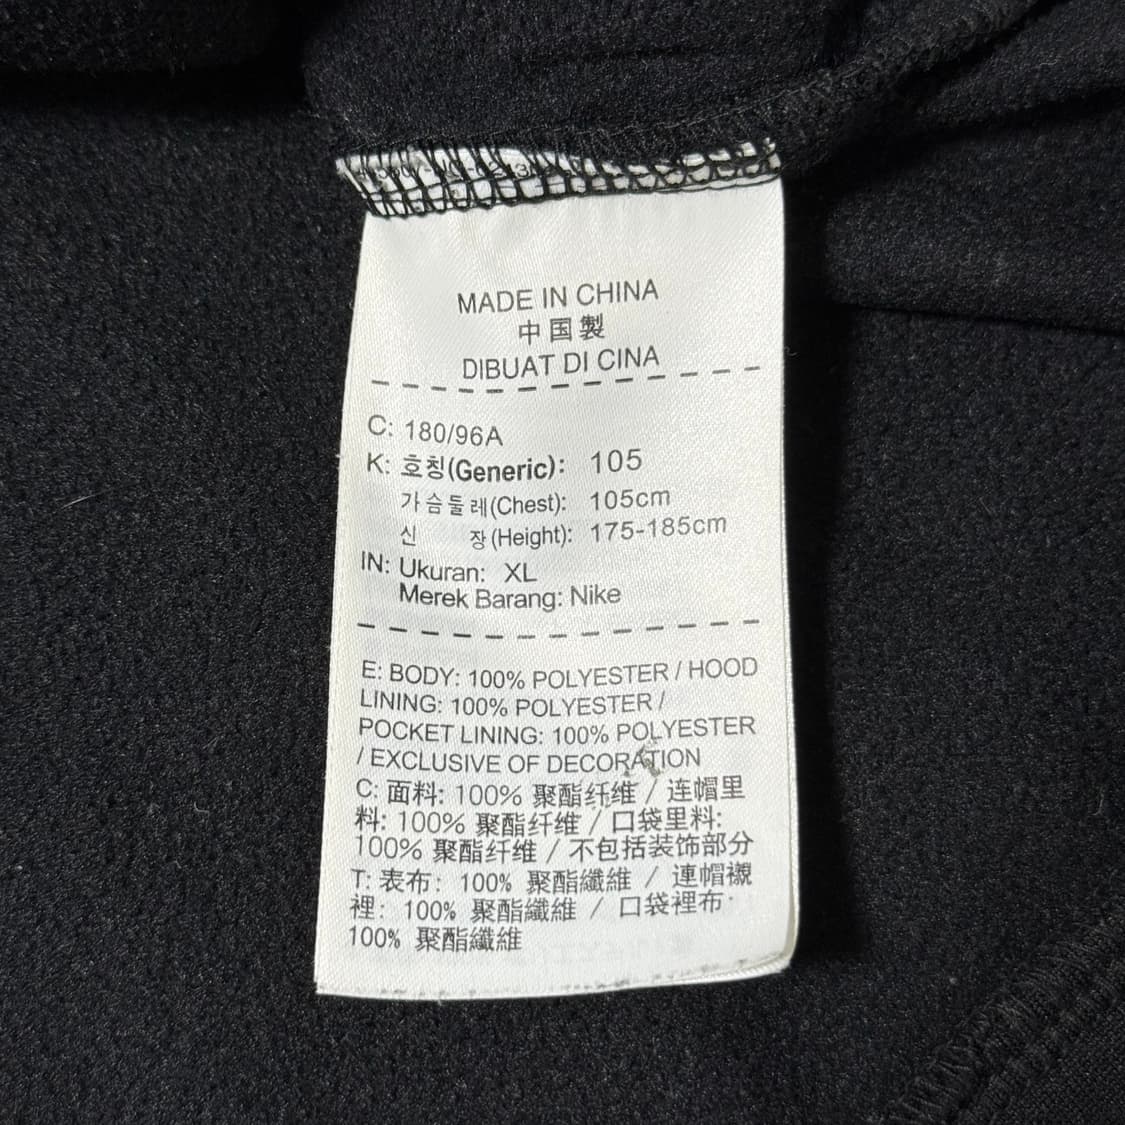 MADE IN CHINA
中国製
DIBUAT DI CINA
C: 180/96A
K: 호칭(Generic): 105
가슴둘레(Chest): 105cm
신 장(Height): 175-185cm
IN: Ukuran: XL
Merek Barang: Nike
E: BODY: 100% POLYESTER / HOOD
LINING: 100% POLYESTER /
POCKET LINING: 100% POLYESTER
/ EXCLUSIVE OF DECORATION
C: 面料: 100% 聚酯纤维 / 连帽里
料: 100% 聚酯纤维 / 口袋里料:
100% 聚酯纤维 / 不包括装饰部分
T: 表布: 100% 聚酯纖維 / 連帽襯
裡: 100% 聚酯纖維 / 口袋裡布:
100% 聚酯纖維